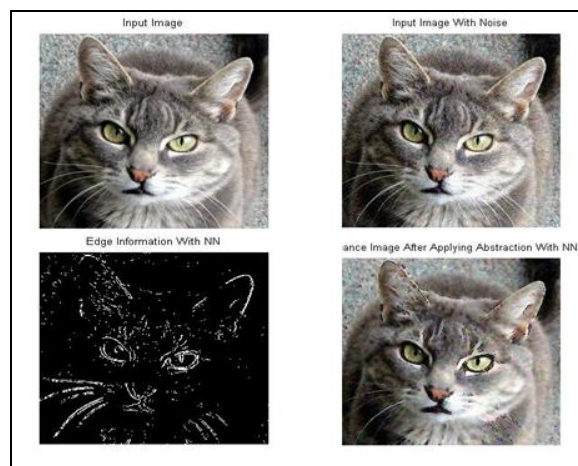 Input Image
Input Image With Noise
Edge Information With NN
ance Image After Applying Abstraction With NN